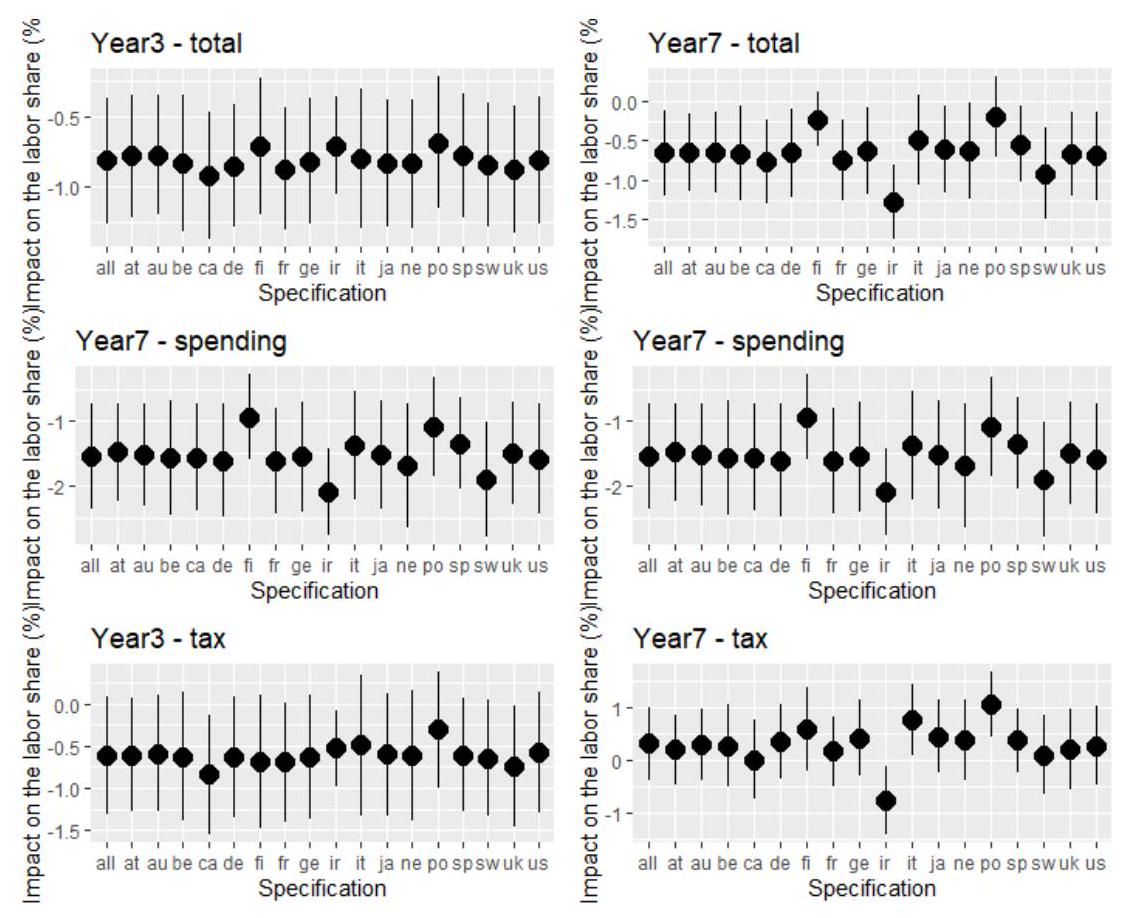 Year3 - total
Impact on the labor share (%
-0.5
-1.0
all at au be ca de fi fr ge ir it ja ne po sp sw uk us
Specification
Year7 - total
Impact on the labor share (%
0.0
-0.5
-1.0
-1.5
all at au be ca de fi fr ge ir it ja ne po sp sw uk us
Specification
Year7 - spending
Impact on the labor share (%)
-1
-2
all at au be ca de fi fr ge ir it ja ne po sp sw uk us
Specification
Year7 - spending
Impact on the labor share (%)
-1
-2
all at au be ca de fi fr ge ir it ja ne po sp sw uk us
Specification
Year3 - tax
Impact on the labor share (%)
0.0
-0.5
-1.0
-1.5
all at au be ca de fi fr ge ir it ja ne po sp sw uk us
Specification
Year7 - tax
Impact on the labor share (%)
1
0
-1
all at au be ca de fi fr ge ir it ja ne po sp sw uk us
Specification